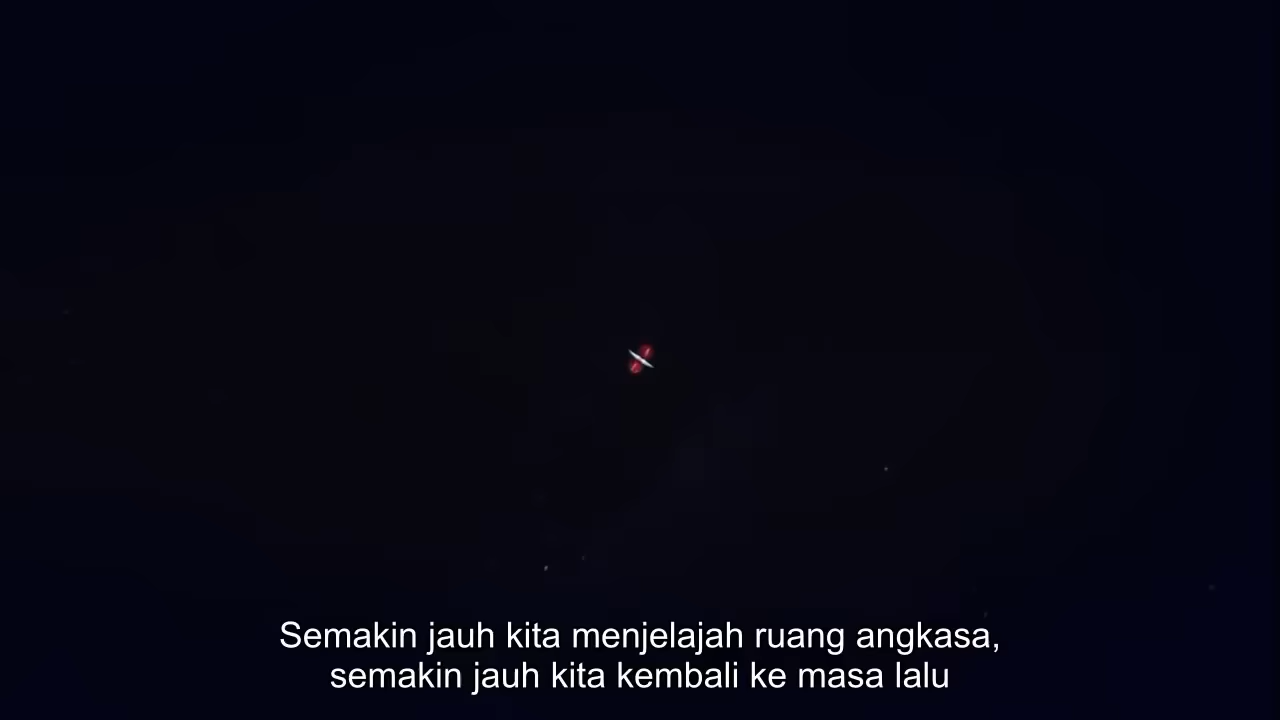 Semakin jauh kita menjelajah ruang angkasa,
semakin jauh kita kembali ke masa lalu